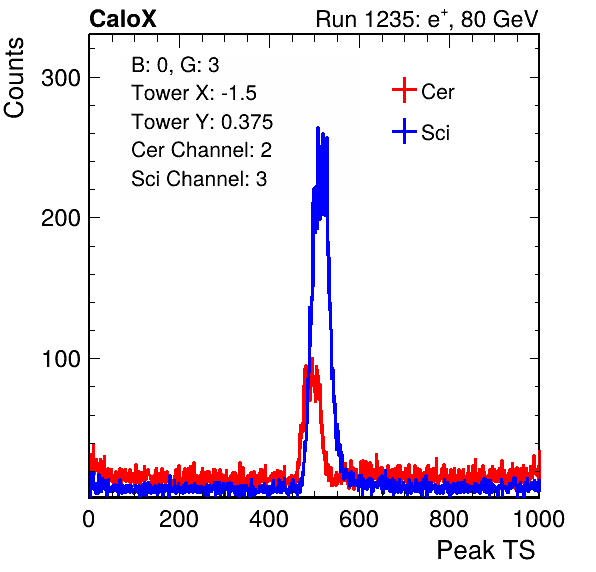 CaloX
Run 1235: e⁺, 80 GeV
Counts
B: 0, G: 3
Tower X: -1.5
Tower Y: 0.375
Cer Channel: 2
Sci Channel: 3
Cer
Sci
300
200
100
0 200 400 600 800 1000
Peak TS